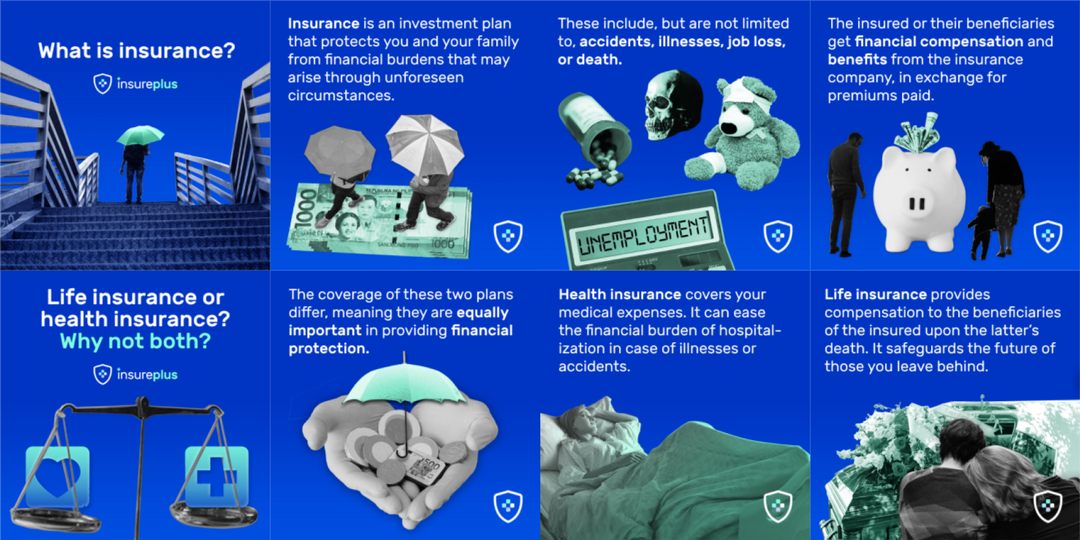 What is insurance?
insureplus
Insurance is an investment plan
that protects you and your family
from financial burdens that may
arise through unforeseen
circumstances.
1000
1000
These include, but are not limited
to, accidents, illnesses, job loss,
or death.
UNEMPLOYMENT
The insured or their beneficiaries
get financial compensation and
benefits from the insurance
company, in exchange for
premiums paid.
Life insurance or
health insurance?
Why not both?
insureplus
The coverage of these two plans
differ, meaning they are equally
important in providing financial
protection.
500
Health insurance covers your
medical expenses. It can ease
the financial burden of hospital-
ization in case of illnesses or
accidents.
Life insurance provides
compensation to the beneficiaries
of the insured upon the latter's
death. It safeguards the future of
those you leave behind.